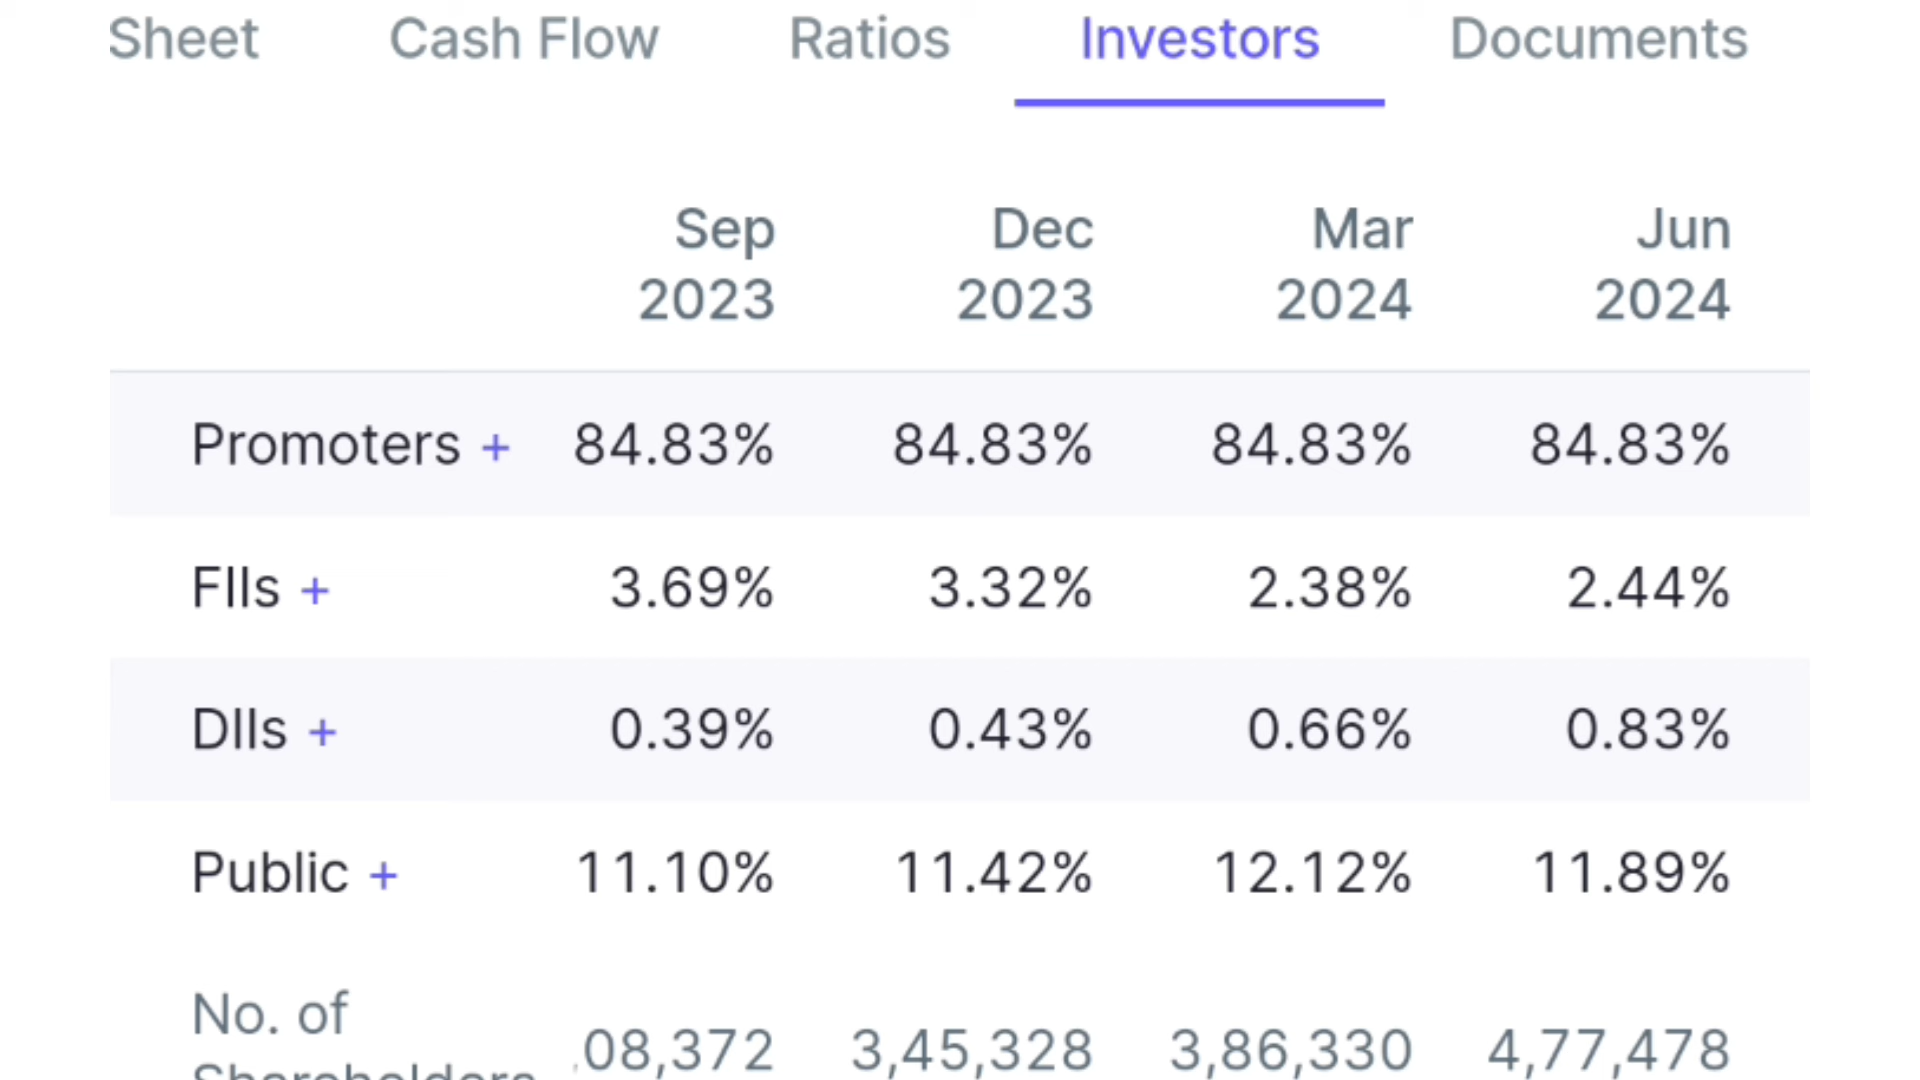 Sheet Cash Flow Ratios Investors Documents
Sep Dec Mar Jun
2023 2023 2024 2024
Promoters + 84.83% 84.83% 84.83% 84.83%
FIIs + 3.69% 3.32% 2.38% 2.44%
DIIs + 0.39% 0.43% 0.66% 0.83%
Public + 11.10% 11.42% 12.12% 11.89%
No. of
08,372 3,45,328 3,86,330 4,77,478
Shareholders